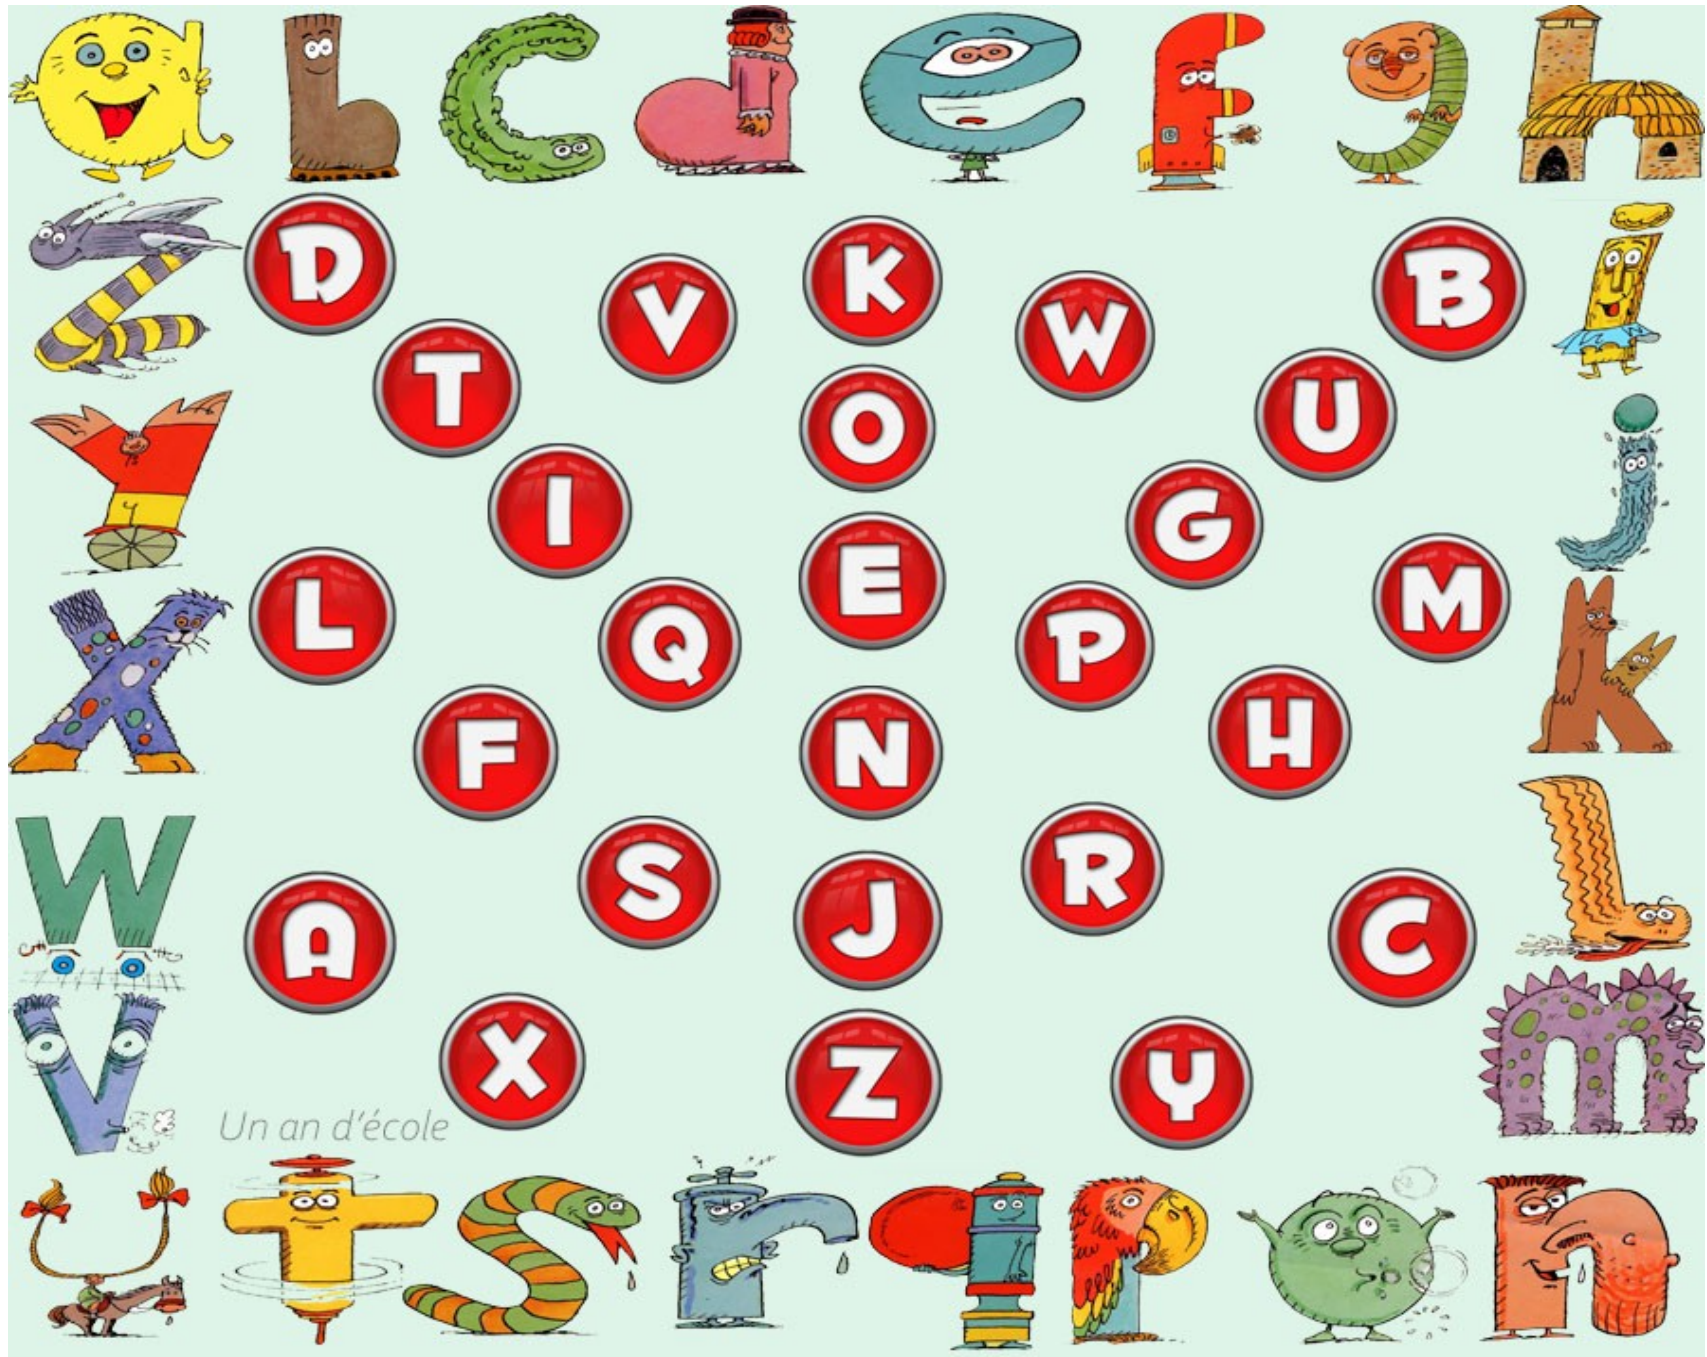 a b c d e f g h
z D V K W B i
T U
y O j
I G
L E M
x Q P k
F N H
w S J R l
A C
v X Z Y m
Un an d'école
u t s r q p o n